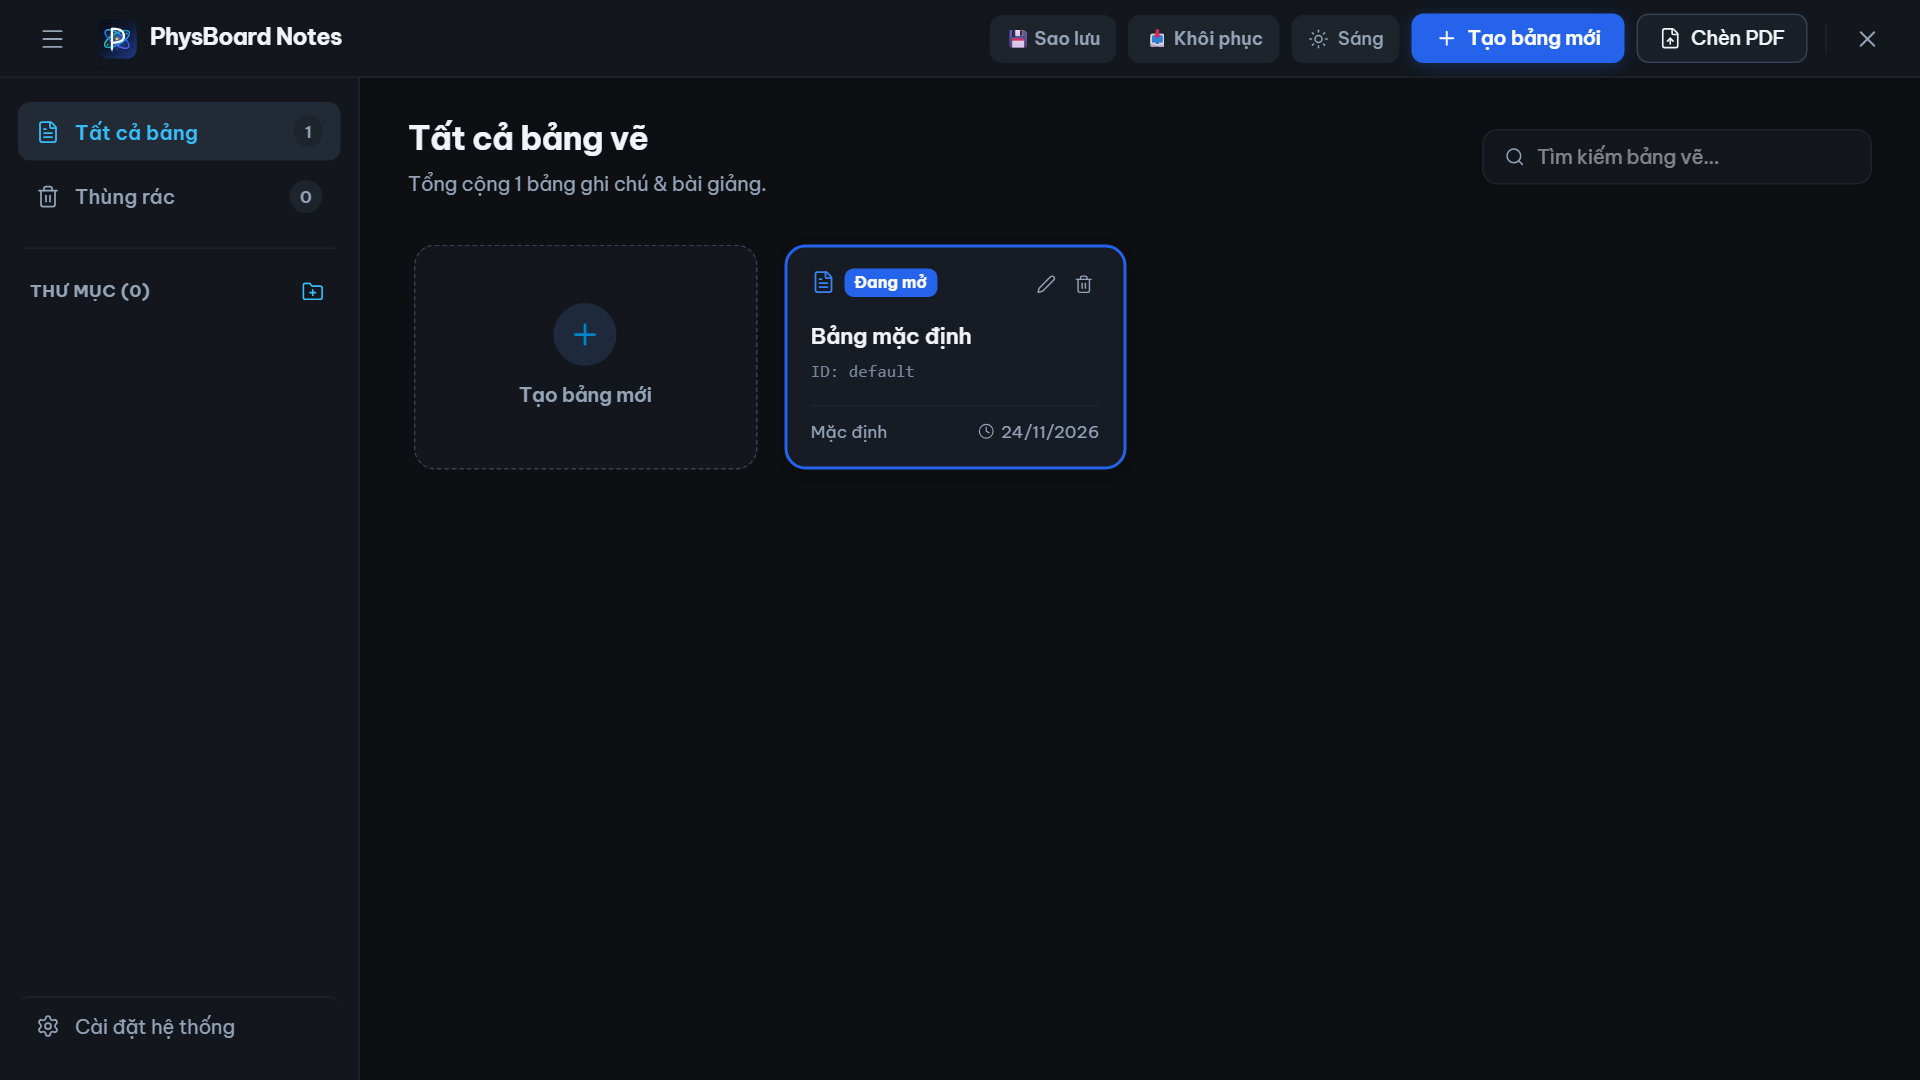 PhysBoard Notes
Sao lưu
Khôi phục
Sáng
Tạo bảng mới
Chèn PDF
Tất cả bảng
1
Thùng rác
0
THƯ MỤC (0)
Cài đặt hệ thống
Tất cả bảng vẽ
Tổng cộng 1 bảng ghi chú & bài giảng.
Tìm kiếm bảng vẽ...
Tạo bảng mới
Đang mở
Bảng mặc định
ID: default
Mặc định
24/11/2026